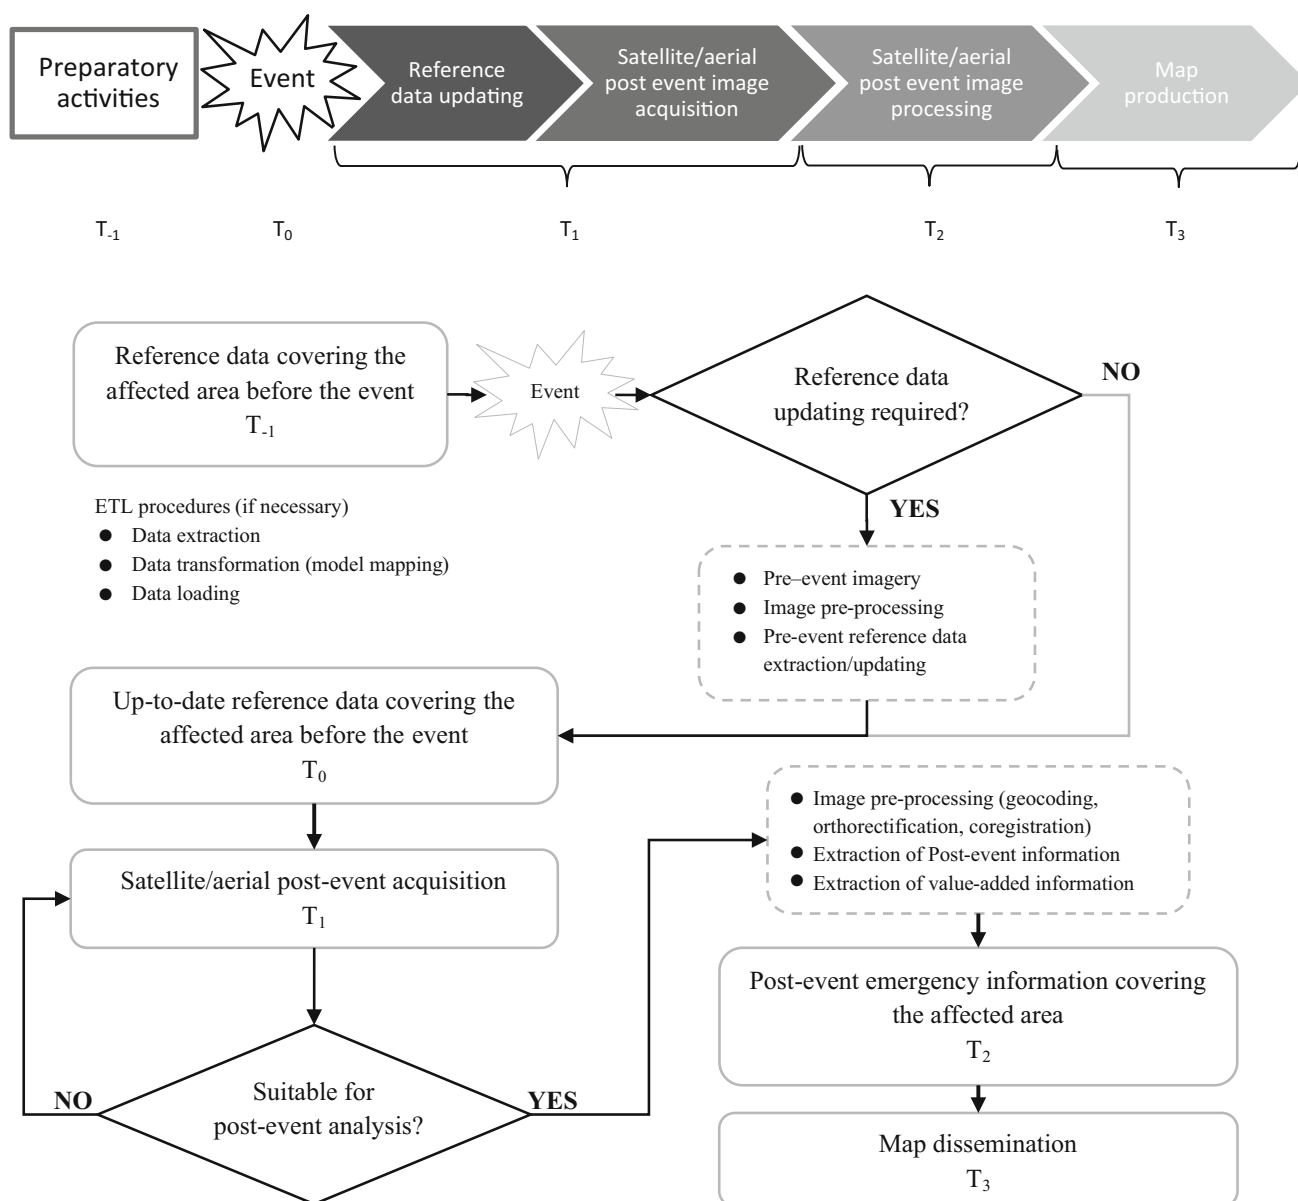 Preparatory
activities
Event
Reference
data updating
Satellite/aerial
post event image
acquisition
Satellite/aerial
post event image
processing
Map
production
T-1
T0
T1
T2
T3
Reference data covering the
affected area before the event
T-1
Event
Reference data
updating required?
NO
YES
ETL procedures (if necessary)
● Data extraction
● Data transformation (model mapping)
● Data loading
● Pre–event imagery
● Image pre-processing
● Pre-event reference data
extraction/updating
Up-to-date reference data covering the
affected area before the event
T0
● Image pre-processing (geocoding,
orthorectification, coregistration)
● Extraction of Post-event information
● Extraction of value-added information
Satellite/aerial post-event acquisition
T1
Post-event emergency information covering
the affected area
T2
NO
Suitable for
post-event analysis?
YES
Map dissemination
T3